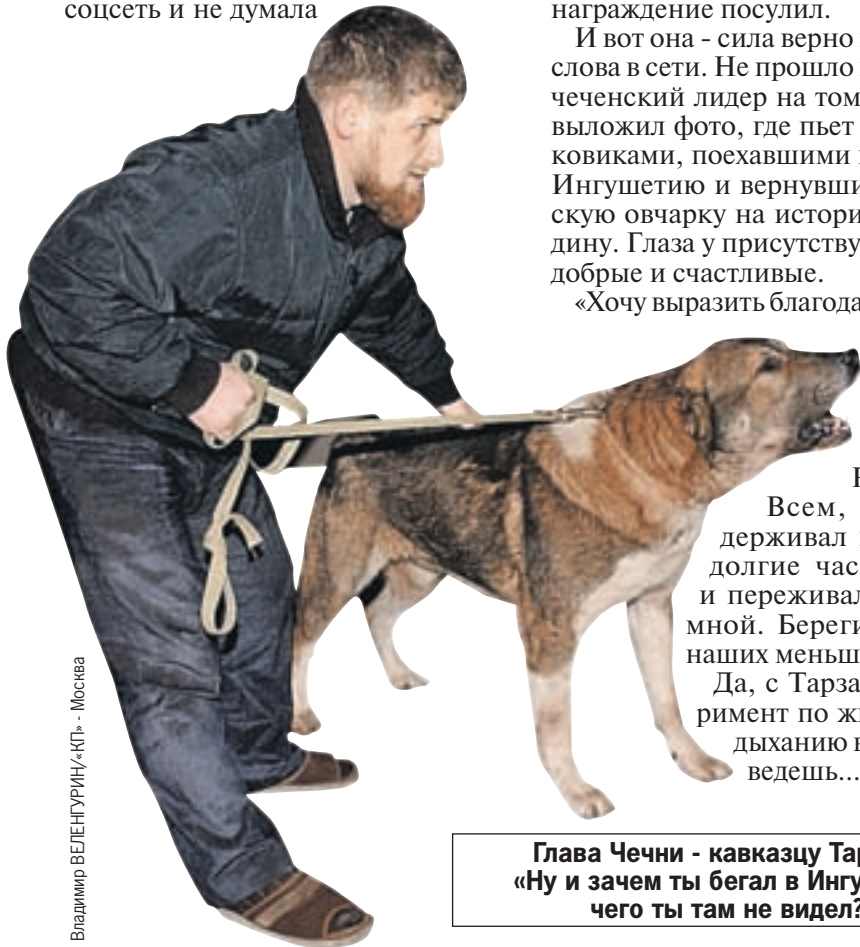 соцсеть и не думала
награждение посулил.
И вот она - сила верно
слова в сети. Не прошло
чеченский лидер на том
выложил фото, где пьет
ковиками, поехавшими
Ингушетию и вернувши
скую овчарку на истори
дину. Глаза у присутству
добрые и счастливые.
«Хочу выразить благода
Всем,
держивал
долгие час
и переживал
мной. Береги
наших меньш
Да, с Тарза
римент по ж
дыханию
ведешь...
Владимир ВЕЛЕНГУРИН/«КП» - Москва
Глава Чечни - кавказцу Тар
«Ну и зачем ты бегал в Ингу
чего ты там не видел?